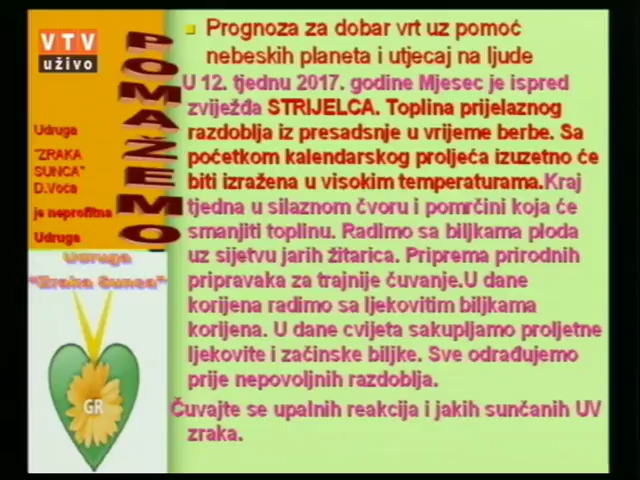 VTV
uživo
POMAŽEMO
Udruga
"ZRAKA
SUNCA"
D.Voća
je neprofitna
Udruga
Udruga
"Zraka Sunca"
GR
Prognoza za dobar vrt uz pomoć
nebeskih planeta i utjecaj na ljude
U 12. tjednu 2017. godine Mjesec je ispred
zviježđa STRIJELCA. Toplina prijelaznog
razdoblja iz presadsnje u vrijeme berbe. Sa
početkom kalendarskog proljeća izuzetno će
biti izražena u visokim temperaturama.Kraj
tjedna u silaznom čvoru i pomrčini koja će
smanjiti toplinu. Radimo sa biljkama ploda
uz sijetvu jarih žitarica. Priprema prirodnih
pripravaka za trajnije čuvanje.U dane
korijena radimo sa ljekovitim biljkama
korijena. U dane cvijeta sakupljamo proljetne
ljekovite i začinske biljke. Sve odrađujemo
prije nepovoljnih razdoblja.
Čuvajte se upalnih reakcija i jakih sunčanih UV
zraka.